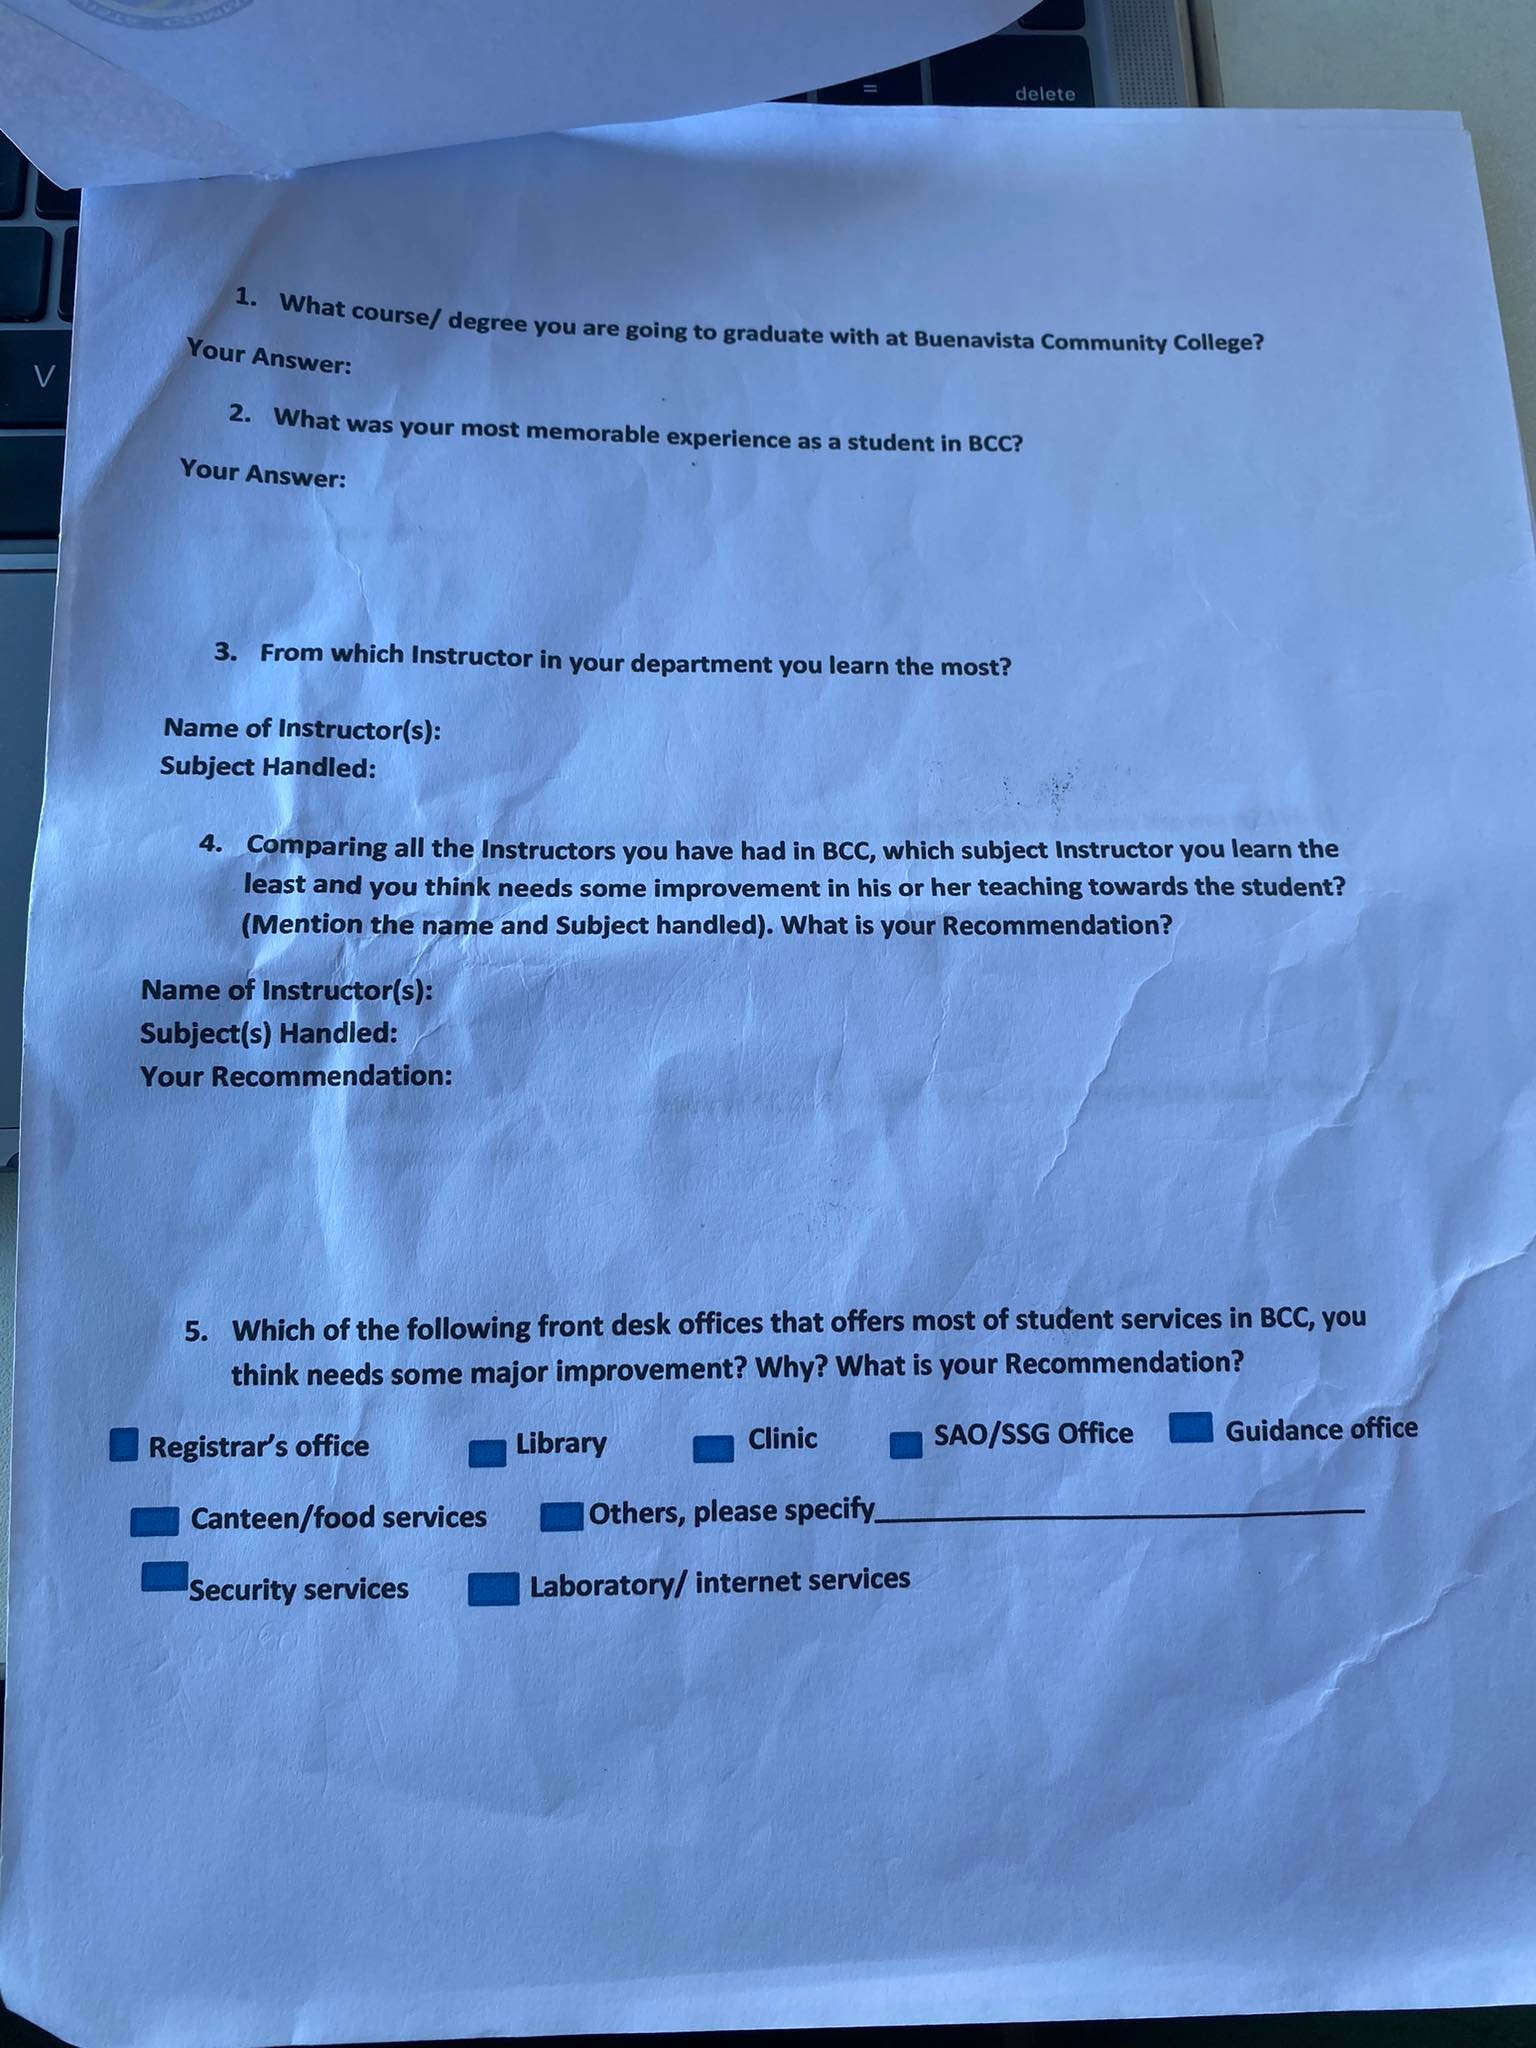 =
delete
V
1. What course/ degree you are going to graduate with at Buenavista Community College?
Your Answer:
2. What was your most memorable experience as a student in BCC?
Your Answer:
3. From which Instructor in your department you learn the most?
Name of Instructor(s):
Subject Handled:
4. Comparing all the Instructors you have had in BCC, which subject Instructor you learn the
least and you think needs some improvement in his or her teaching towards the student?
(Mention the name and Subject handled). What is your Recommendation?
Name of Instructor(s):
Subject(s) Handled:
Your Recommendation:
5. Which of the following front desk offices that offers most of student services in BCC, you
think needs some major improvement? Why? What is your Recommendation?
Registrar's office Library Clinic SAO/SSG Office Guidance office
Canteen/food services Others, please specify
Security services Laboratory/ internet services